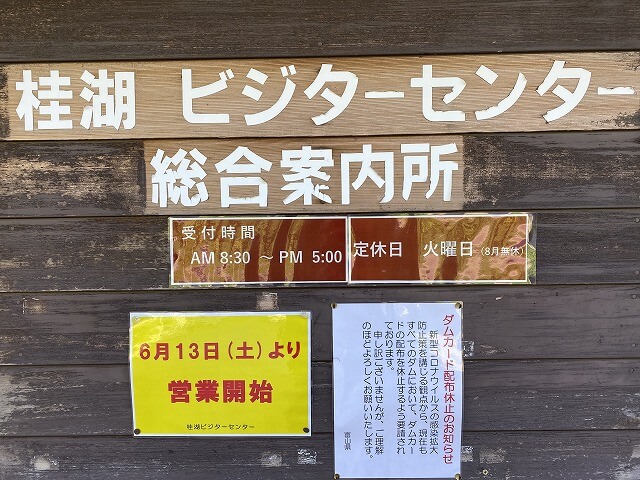 桂湖 ビジターセンター
総合案内所
受付時間
AM 8:30 ～ PM 5:00
定休日 火曜日(8月無休)
6月13日(土)より
営業開始
桂湖ビジターセンター
ダムカード配布休止のお知らせ
新型コロナウイルスの感染拡大
防止策を講じる観点から、現在も
すべてのダムにおいて、ダムカー
ドの配布を休止するよう要請され
ております。
申し訳ございませんが、ご理解
のほどよろしくお願いいたします。
富山県